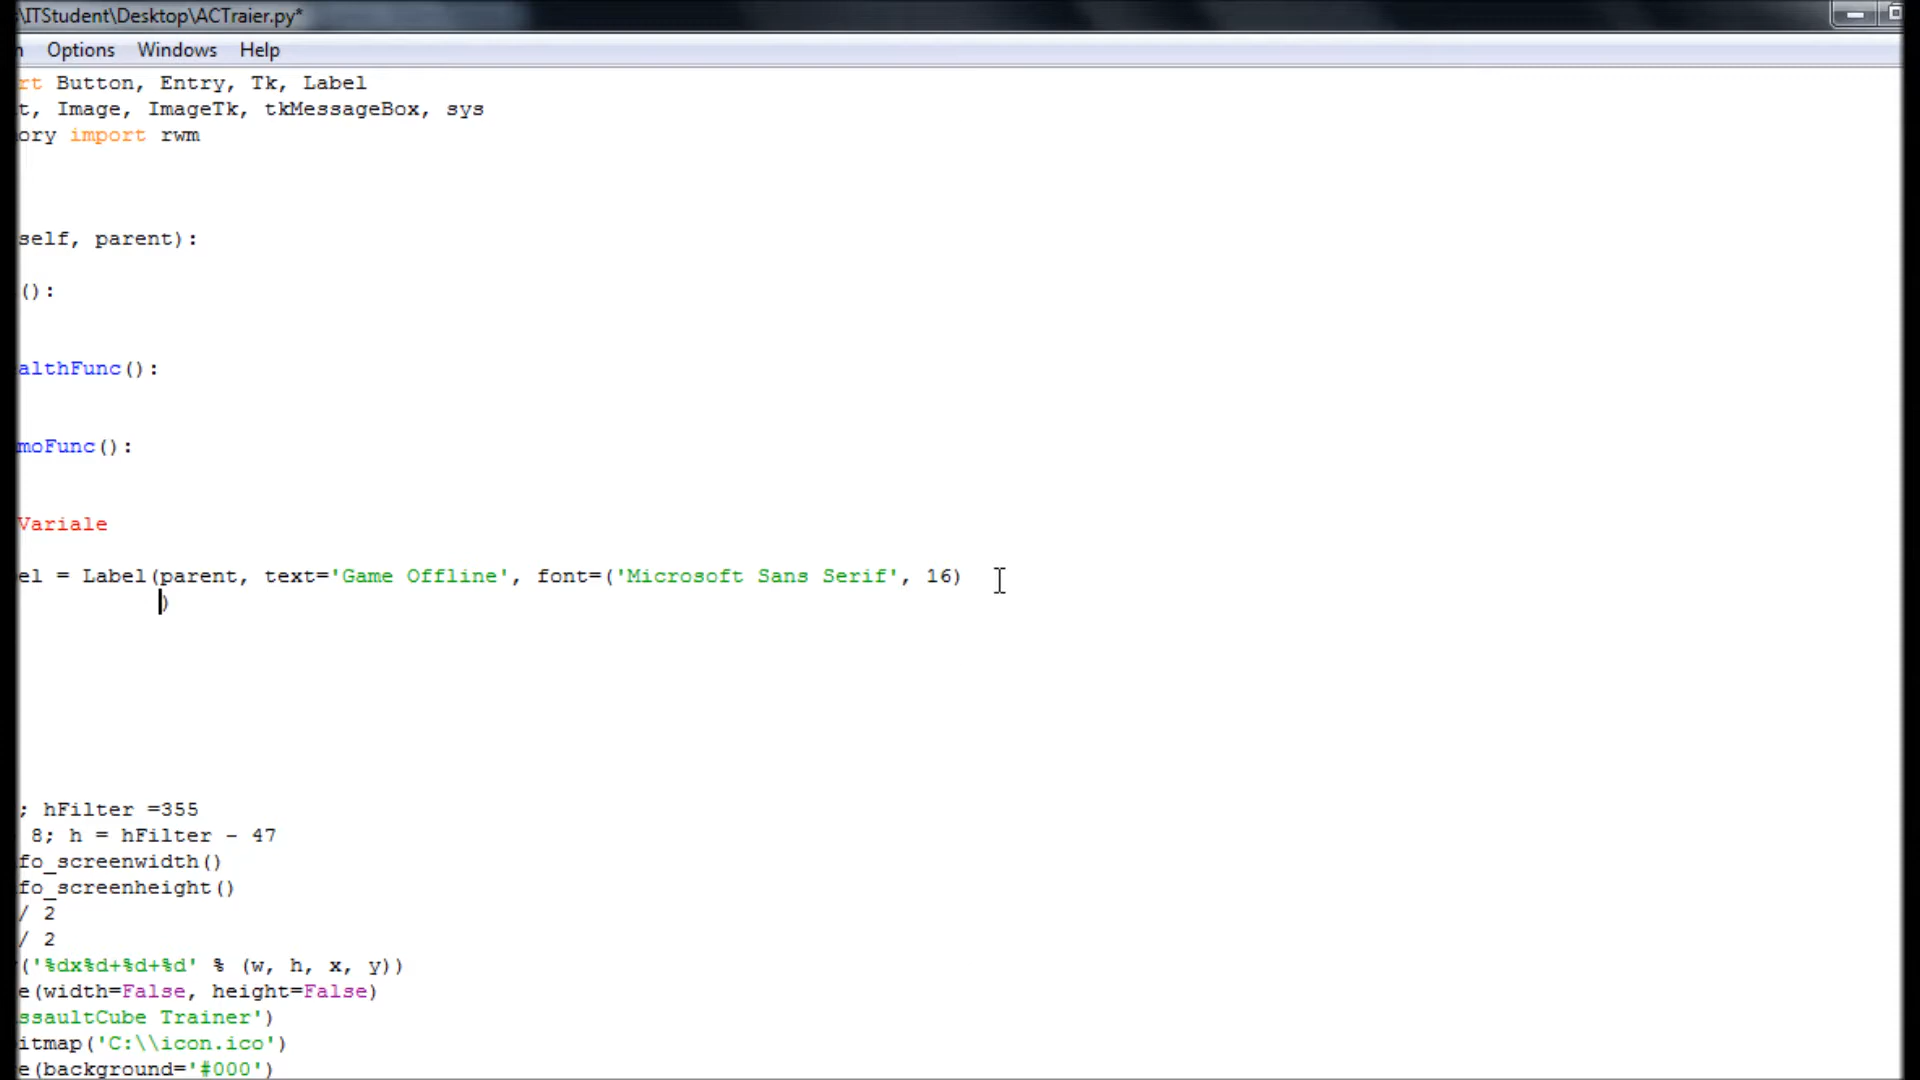 \ITStudent\Desktop\ACTraier.py*
Options Windows Help
rt Button, Entry, Tk, Label
t, Image, ImageTk, tkMessageBox, sys
ory import rwm
self, parent):
():
althFunc():
moFunc():
Variale
el = Label(parent, text='Game Offline', font=('Microsoft Sans Serif', 16)
)
; hFilter =355
8; h = hFilter - 47
fo_screenwidth()
fo_screenheight()
/ 2
/ 2
('%dx%d+%d+%d' % (w, h, x, y))
e(width=False, height=False)
ssaultCube Trainer')
itmap('C:\\icon.ico')
e(background='#000')